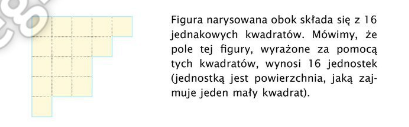 Figura narysowana obok składa się z 16
jednakowych kwadratów. Mówimy, że
pole tej figury, wyrażone za pomocą
tych kwadratów, wynosi 16 jednostek
(jednostką jest powierzchnia, jaką zaj-
muje jeden mały kwadrat).